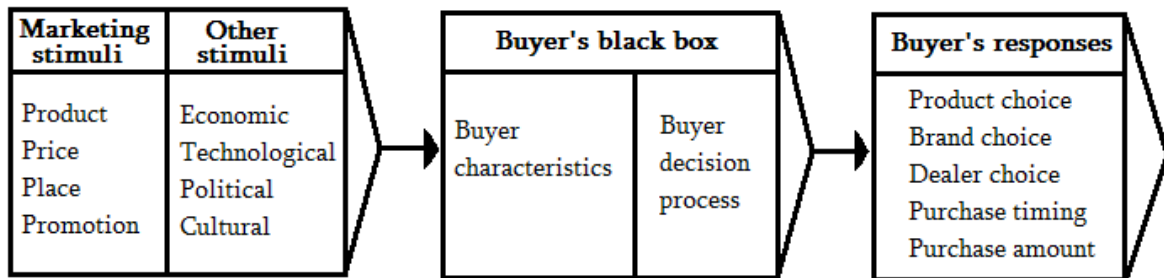 Marketing
stimuli
Other
stimuli
Product
Price
Place
Promotion
Economic
Technological
Political
Cultural
Buyer's black box
Buyer
characteristics
Buyer
decision
process
Buyer's responses
Product choice
Brand choice
Dealer choice
Purchase timing
Purchase amount